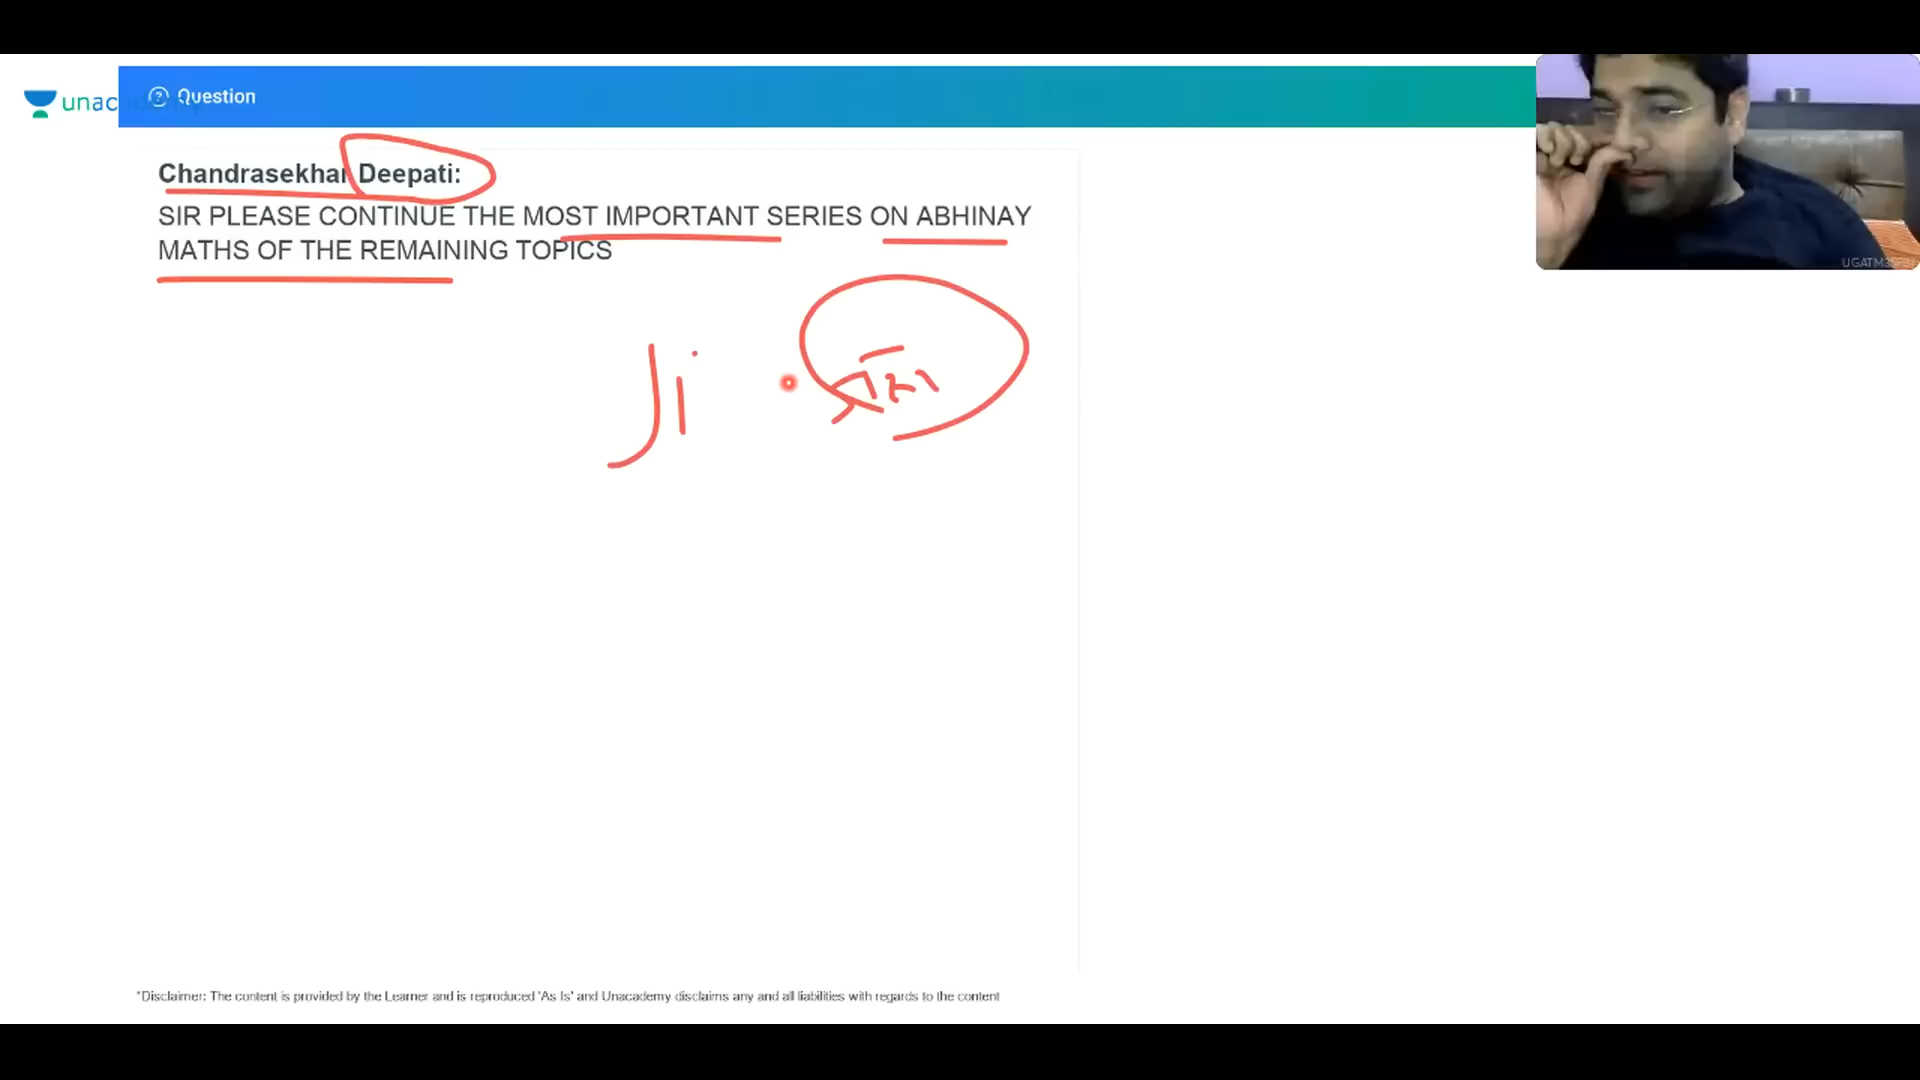 unac
Question
Chandrasekhar Deepati:
SIR PLEASE CONTINUE THE MOST IMPORTANT SERIES ON ABHINAY
MATHS OF THE REMAINING TOPICS
Ji
*Disclaimer: The content is provided by the Learner and is reproduced 'As Is' and Unacademy disclaims any and all liabilities with regards to the content